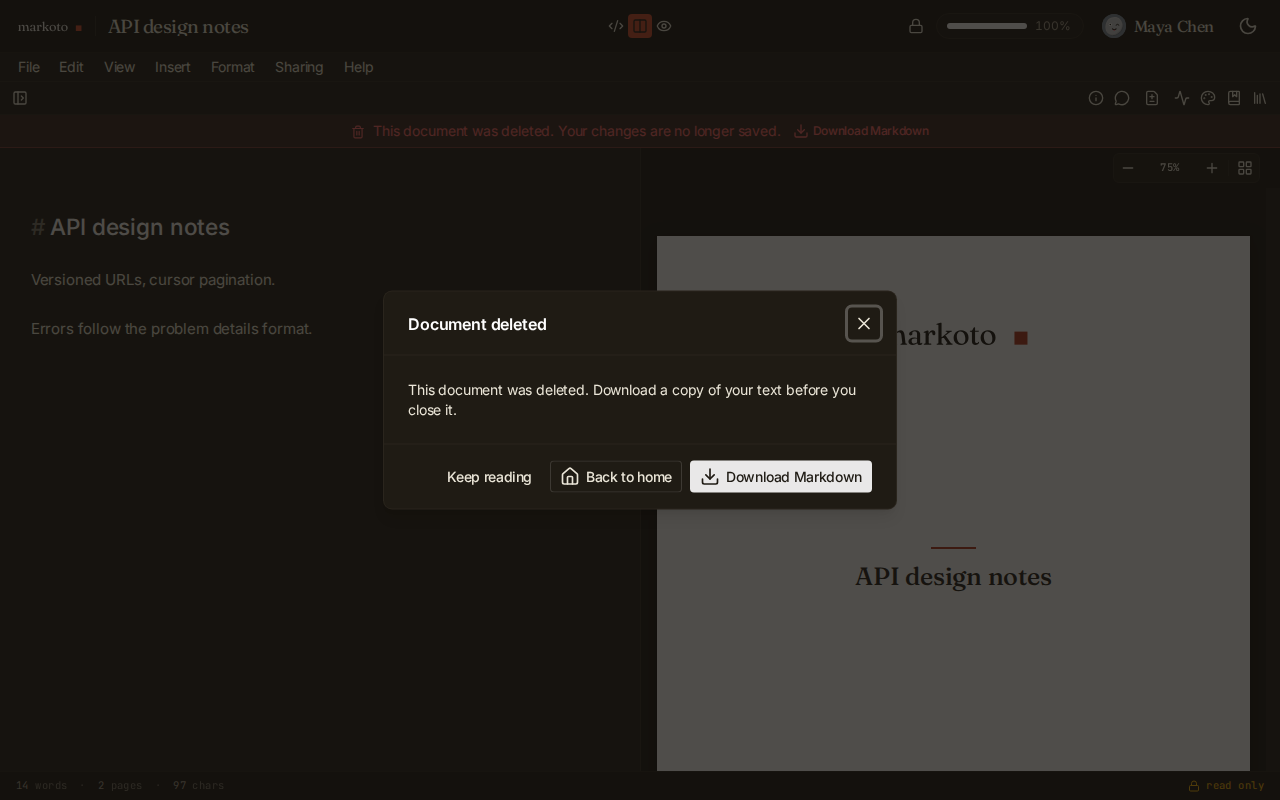 markoto
API design notes
100%
Maya Chen
File Edit View Insert Format Sharing Help
This document was deleted. Your changes are no longer saved. Download Markdown
75%
# API design notes
Versioned URLs, cursor pagination.
Errors follow the problem details format.
Document deleted
This document was deleted. Download a copy of your text before you
close it.
Keep reading Back to home Download Markdown
API design notes
14 words · 2 pages · 97 chars
read only